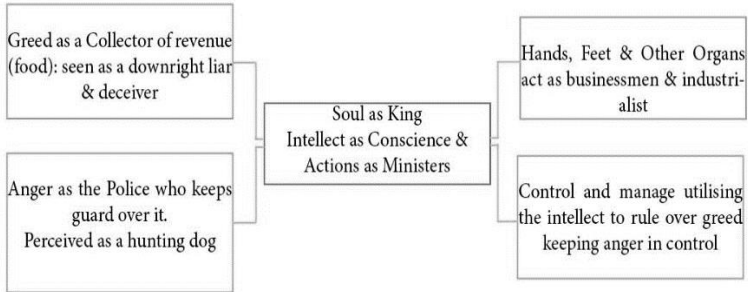 Greed as a Collector of revenue
(food): seen as a downright liar
& deceiver
Anger as the Police who keeps
guard over it.
Perceived as a hunting dog
Soul as King
Intellect as Conscience &
Actions as Ministers
Hands, Feet & Other Organs
act as businessmen & industri-
alist
Control and manage utilising
the intellect to rule over greed
keeping anger in control